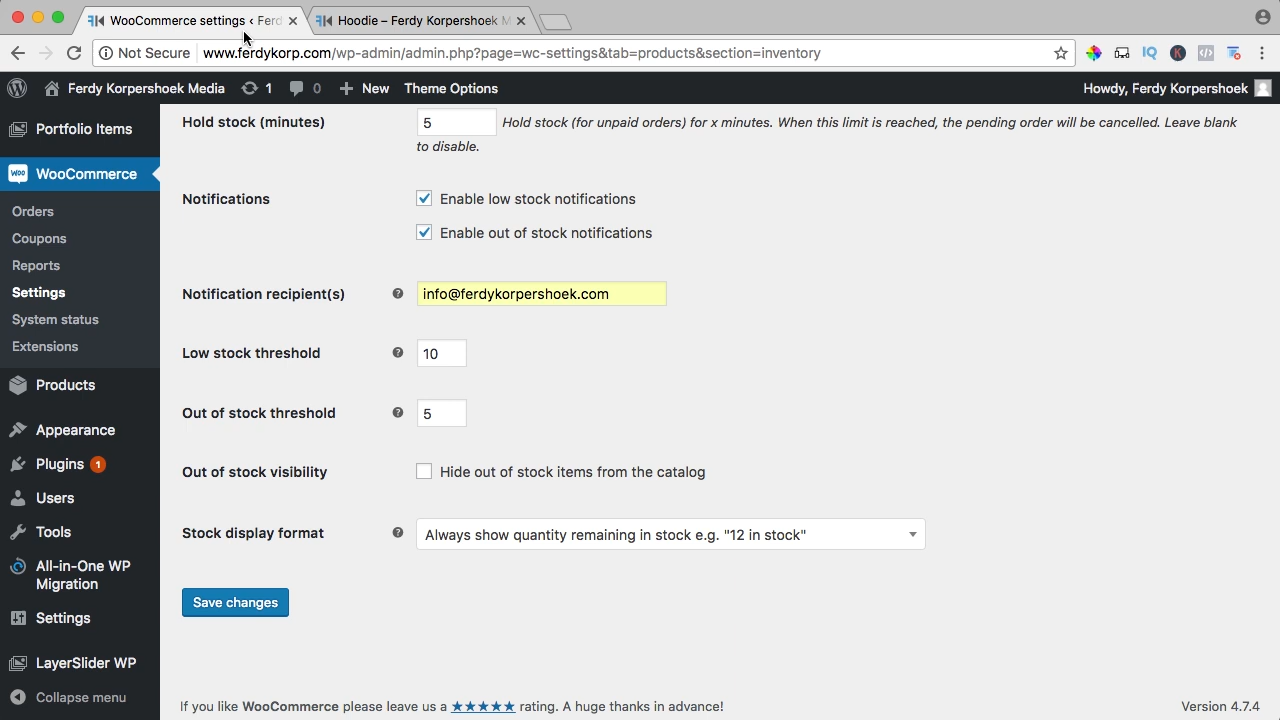 WooCommerce settings ‹ Ferd
Hoodie – Ferdy Korpershoek M
Not Secure
www.ferdykorp.com/wp-admin/admin.php?page=wc-settings&tab=products&section=inventory
Ferdy Korpershoek Media
1
0
New
Theme Options
Howdy, Ferdy Korpershoek
Portfolio Items
WooCommerce
Orders
Coupons
Reports
Settings
System status
Extensions
Products
Appearance
Plugins 1
Users
Tools
All-in-One WP
Migration
Settings
LayerSlider WP
Collapse menu
Hold stock (minutes)
5
Hold stock (for unpaid orders) for x minutes. When this limit is reached, the pending order will be cancelled. Leave blank
to disable.
Notifications
Enable low stock notifications
Enable out of stock notifications
Notification recipient(s)
info@ferdykorpershoek.com
Low stock threshold
10
Out of stock threshold
5
Out of stock visibility
Hide out of stock items from the catalog
Stock display format
Always show quantity remaining in stock e.g. "12 in stock"
Save changes
If you like WooCommerce please leave us a ★★★★★ rating. A huge thanks in advance!
Version 4.7.4